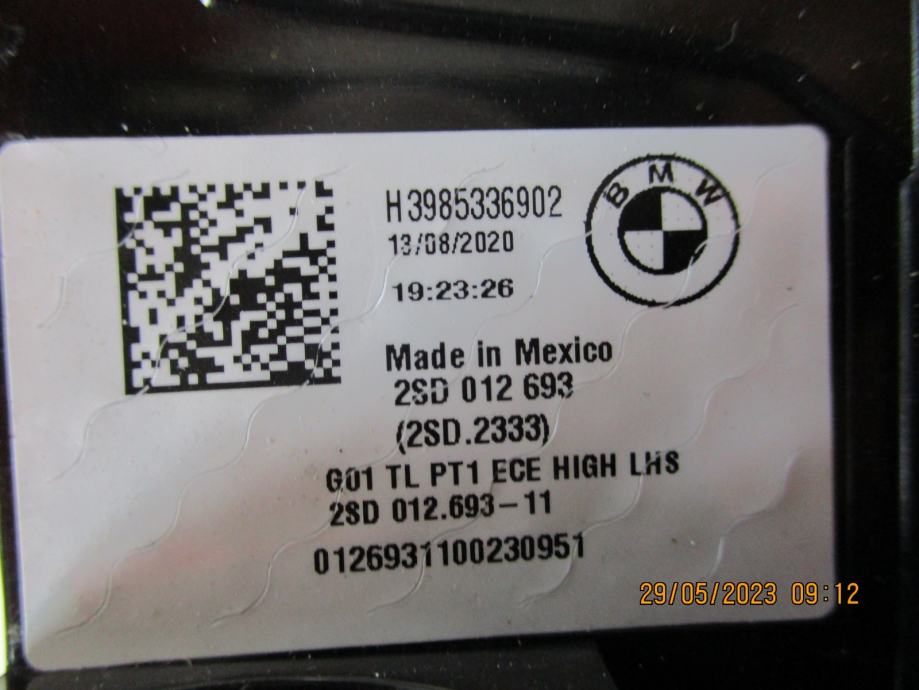 H3985336902
13/08/2020
19:23:26
BMW
Made in Mexico
2SD 012 693
(2SD.2333)
G01 TL PT1 ECE HIGH LHS
2SD 012.693-11
0126931100230951
29/05/2023 09:12